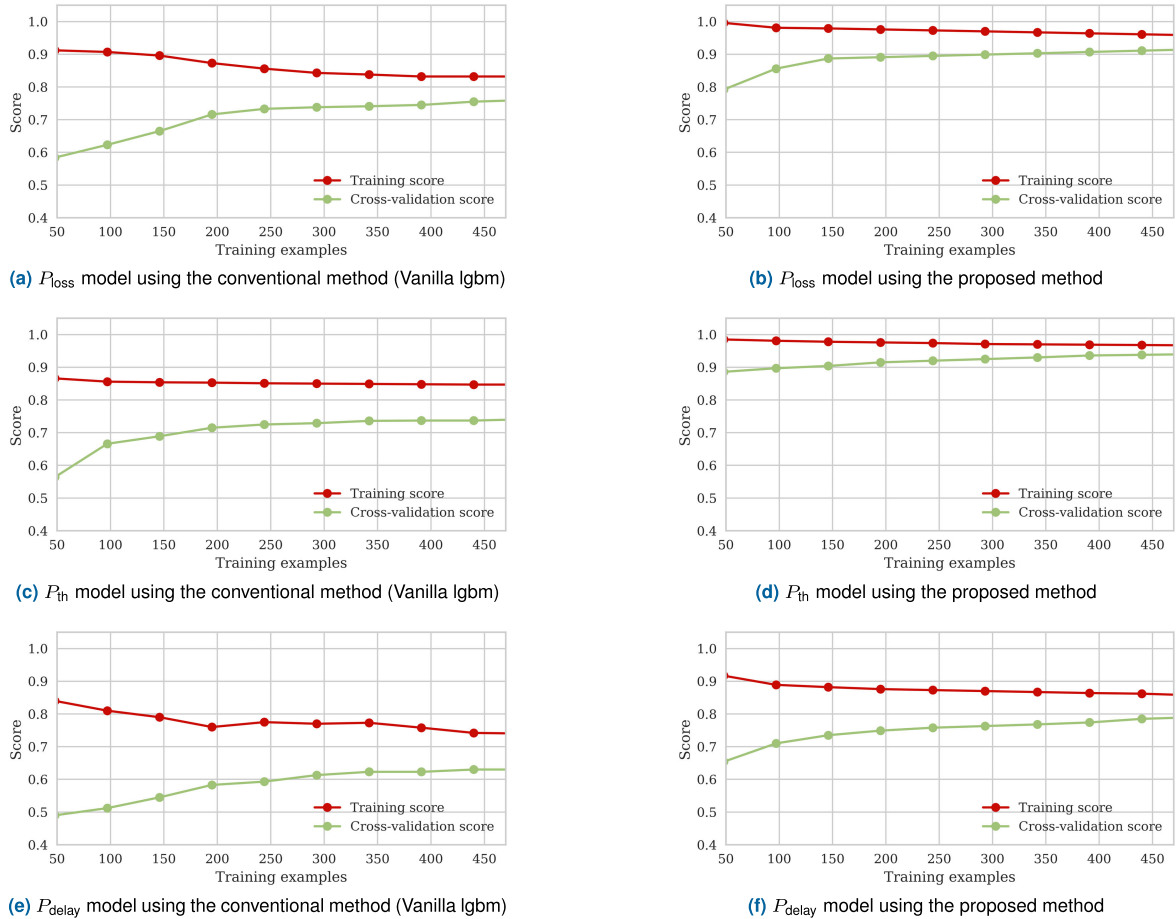 1.0
0.9
0.8
0.7
0.6
0.5
0.4
Score
Training score
Cross-validation score
50 100 150 200 250 300 350 400 450
Training examples
(a) P_loss model using the conventional method (Vanilla lgbm)
1.0
0.9
0.8
0.7
0.6
0.5
0.4
Score
Training score
Cross-validation score
50 100 150 200 250 300 350 400 450
Training examples
(b) P_loss model using the proposed method
1.0
0.9
0.8
0.7
0.6
0.5
0.4
Score
Training score
Cross-validation score
50 100 150 200 250 300 350 400 450
Training examples
(c) P_th model using the conventional method (Vanilla lgbm)
1.0
0.9
0.8
0.7
0.6
0.5
0.4
Score
Training score
Cross-validation score
50 100 150 200 250 300 350 400 450
Training examples
(d) P_th model using the proposed method
1.0
0.9
0.8
0.7
0.6
0.5
0.4
Score
Training score
Cross-validation score
50 100 150 200 250 300 350 400 450
Training examples
(e) P_delay model using the conventional method (Vanilla lgbm)
1.0
0.9
0.8
0.7
0.6
0.5
0.4
Score
Training score
Cross-validation score
50 100 150 200 250 300 350 400 450
Training examples
(f) P_delay model using the proposed method